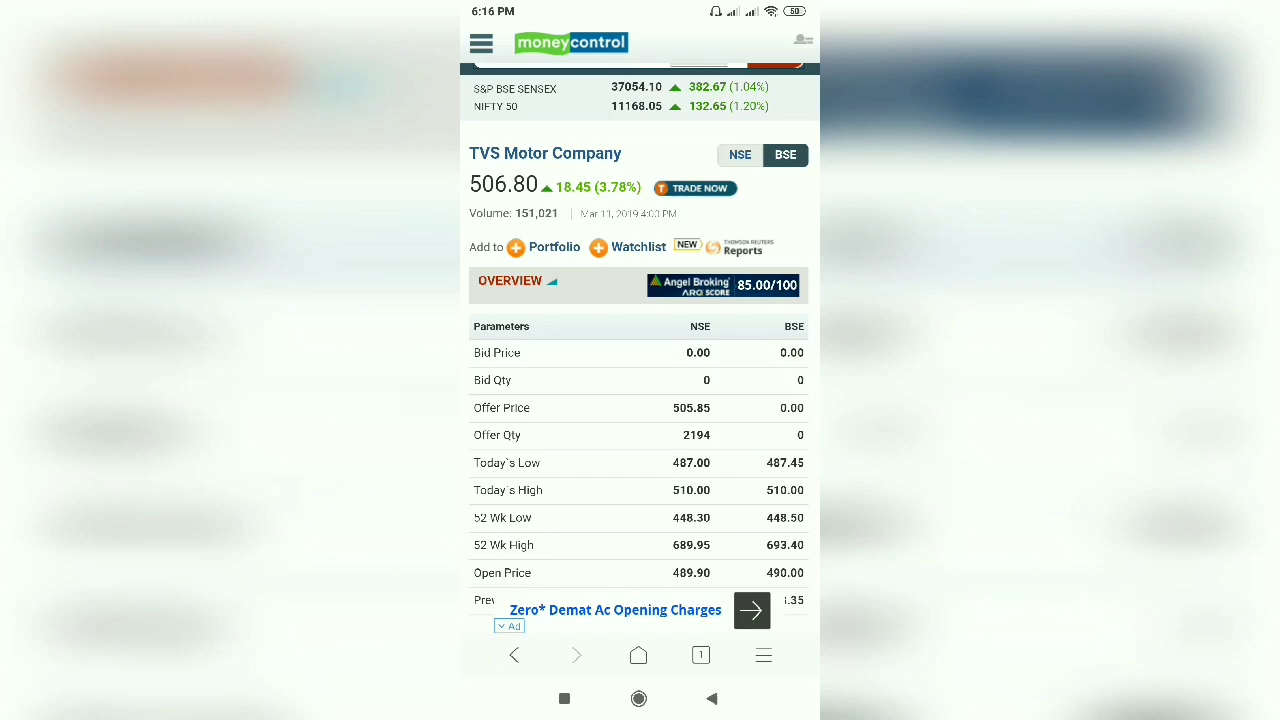 6:16 PM 50
moneycontrol
S&P BSE SENSEX 37054.10 382.67 (1.04%)
NIFTY 50 11168.05 132.65 (1.20%)
TVS Motor Company NSE BSE
506.80 18.45 (3.78%) T TRADE NOW
Volume: 151,021 | Mar 11, 2019 4:00 PM
Add to Portfolio Watchlist NEW THOMSON REUTERS Reports
OVERVIEW Angel Broking ARQ SCORE 85.00/100
Parameters NSE BSE
Bid Price 0.00 0.00
Bid Qty 0 0
Offer Price 505.85 0.00
Offer Qty 2194 0
Today`s Low 487.00 487.45
Today`s High 510.00 510.00
52 Wk Low 448.30 448.50
52 Wk High 689.95 693.40
Open Price 489.90 490.00
Prev .35
Zero* Demat Ac Opening Charges
Ad
1